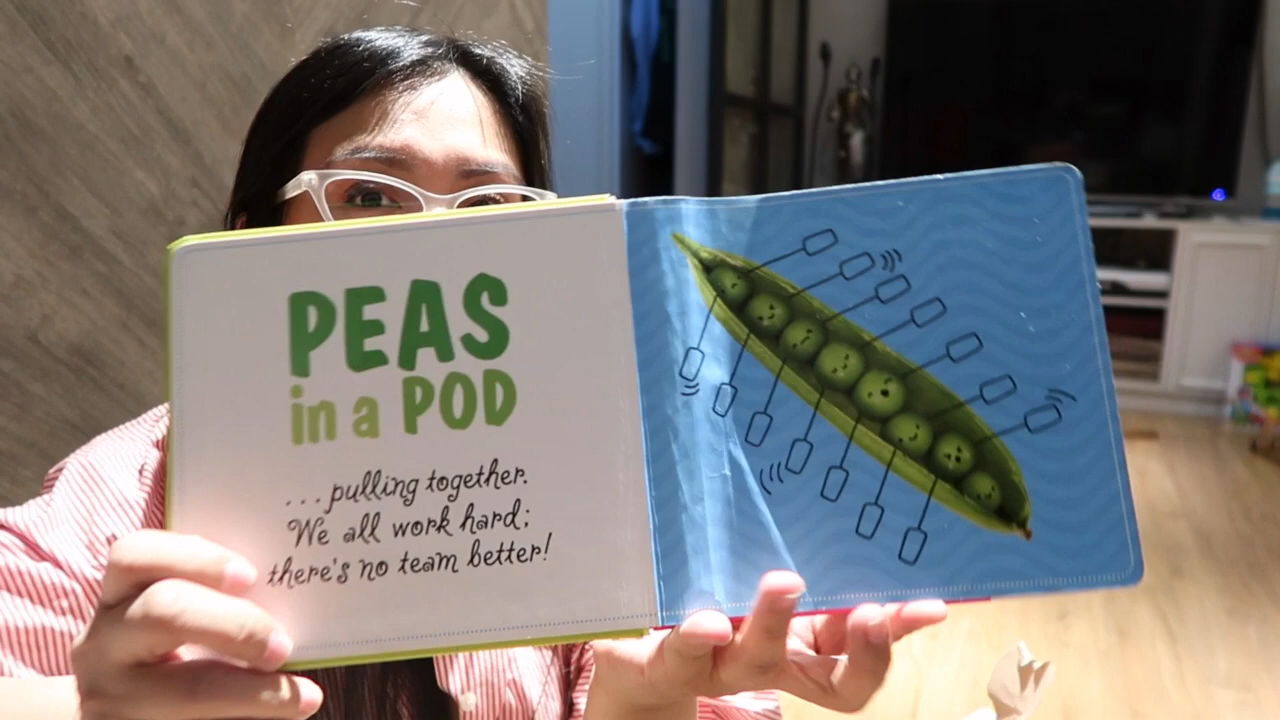 PEAS
in a POD
...pulling together.
We all work hard;
there's no team better!